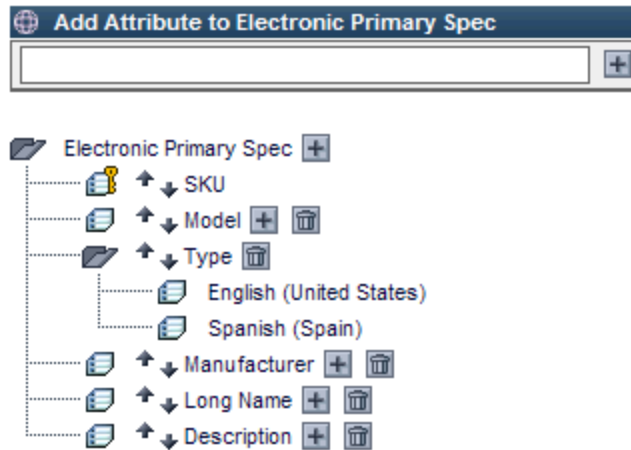 Add Attribute to Electronic Primary Spec
Electronic Primary Spec
SKU
Model
Type
English (United States)
Spanish (Spain)
Manufacturer
Long Name
Description